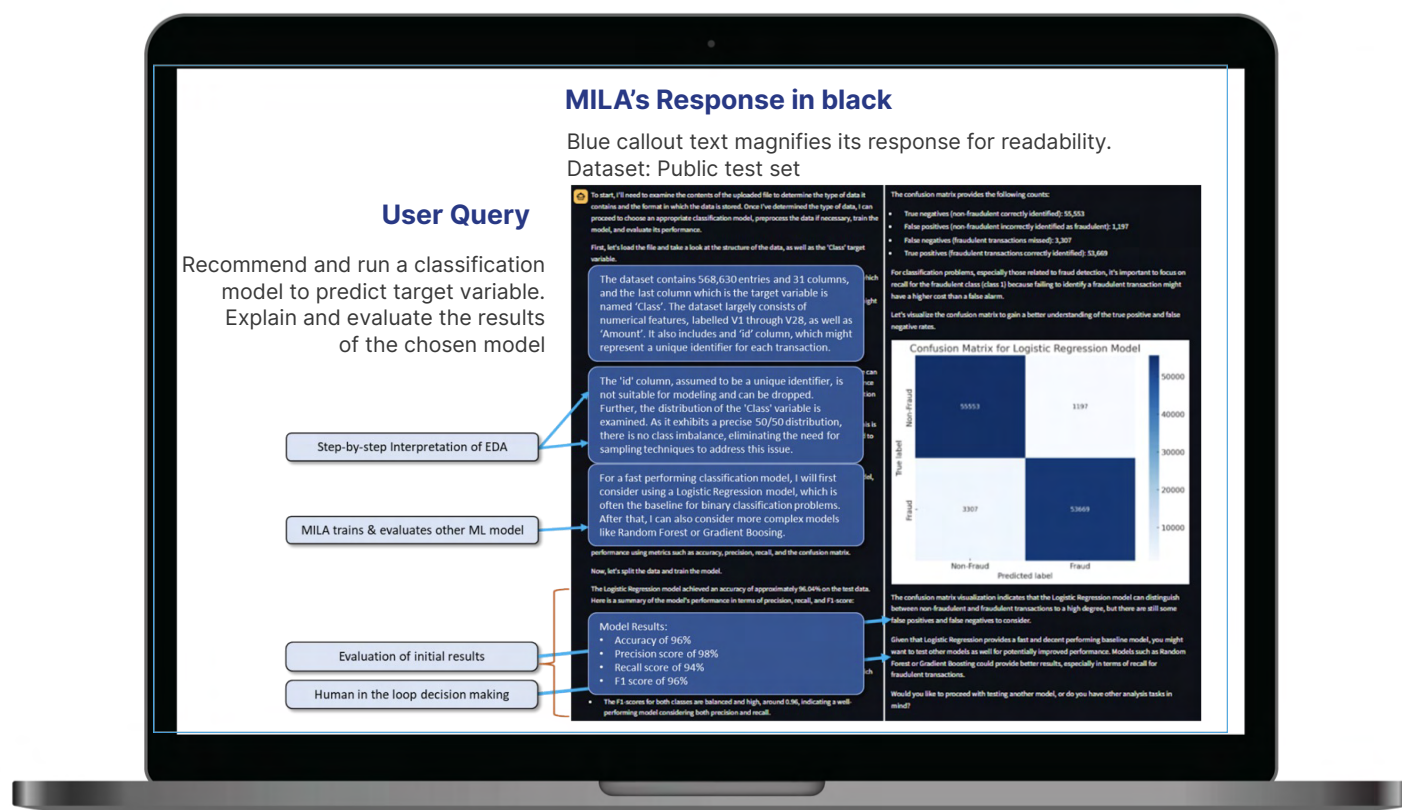 MILA's Response in black
Blue callout text magnifies its response for readability.
Dataset: Public test set
User Query
Recommend and run a classification
model to predict target variable.
Explain and evaluate the results
of the chosen model
Step-by-step Interpretation of EDA
MILA trains & evaluates other ML model
Evaluation of initial results
Human in the loop decision making
To start, I'll need to examine the contents of the uploaded file to determine the type of data it
contains and the format in which the data is stored. Once I've determined the type of data, I can
proceed to choose an appropriate classification model, preprocess the data if necessary, train the
model, and evaluate its performance.
First, let's load the file and take a look at the structure of the data, as well as the 'Class' target
variable.
The dataset contains 568,630 entries and 31 columns,
and the last column which is the target variable is
named 'Class'. The dataset largely consists of
numerical features, labelled V1 through V28, as well as
'Amount'. It also includes and 'id' column, which might
represent a unique identifier for each transaction.
The 'id' column, assumed to be a unique identifier, is
not suitable for modeling and can be dropped.
Further, the distribution of the 'Class' variable is
examined. As it exhibits a precise 50/50 distribution,
there is no class imbalance, eliminating the need for
sampling techniques to address this issue.
For a fast performing classification model, I will first
consider using a Logistic Regression model, which is
often the baseline for binary classification problems.
After that, I can also consider more complex models
like Random Forest or Gradient Boosing.
performance using metrics such as accuracy, precision, recall, and the confusion matrix.
Now, let's split the data and train the model.
The Logistic Regression model achieved an accuracy of approximately 96.04% on the test data.
Here is a summary of the model's performance in terms of precision, recall, and F1-score:
Model Results:
• Accuracy of 96%
• Precision score of 98%
• Recall score of 94%
• F1 score of 96%
• The F1-scores for both classes are balanced and high, around 0.96, indicating a well-
performing model considering both precision and recall.
The confusion matrix provides the following counts:
• True negatives (non-fraudulent correctly identified): 55,553
• False positives (non-fraudulent incorrectly identified as fraudulent): 1,197
• False negatives (fraudulent transactions missed): 3,307
• True positives (fraudulent transactions correctly identified): 53,669
For classification problems, especially those related to fraud detection, it's important to focus on
recall for the fraudulent class (class 1) because failing to identify a fraudulent transaction might
have a higher cost than a false alarm.
Let's visualize the confusion matrix to gain a better understanding of the true positive and false
negative rates.
Confusion Matrix for Logistic Regression Model
True label
Non-Fraud
55553
1197
Fraud
3307
53669
Non-Fraud
Fraud
Predicted label
50000
40000
30000
20000
10000
The confusion matrix visualization indicates that the Logistic Regression model can distinguish
between non-fraudulent and fraudulent transactions to a high degree, but there are still some
false positives and false negatives to consider.
Given that Logistic Regression provides a fast and decent performing baseline model, you might
want to test other models as well for potentially improved performance. Models such as Random
Forest or Gradient Boosting could provide better results, especially in terms of recall for
fraudulent transactions.
Would you like to proceed with testing another model, or do you have other analysis tasks in
mind?